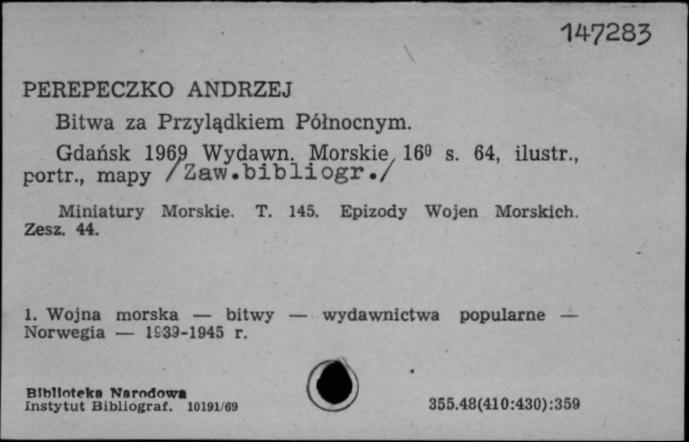 147283
PEREPECZKO ANDRZEJ
Bitwa za Przylądkiem Północnym.
Gdańsk 1969 Wydawn. Morskie, 16⁰ s. 64, ilustr.,
portr., mapy /Zaw.bibliogr./
Miniatury Morskie. T. 145. Epizody Wojen Morskich.
Zesz. 44.
1. Wojna morska — bitwy — wydawnictwa popularne —
Norwegia — 1939-1945 r.
Biblioteka Narodowa
Instytut Bibliograf. 10191/69
355.48(410:430):359